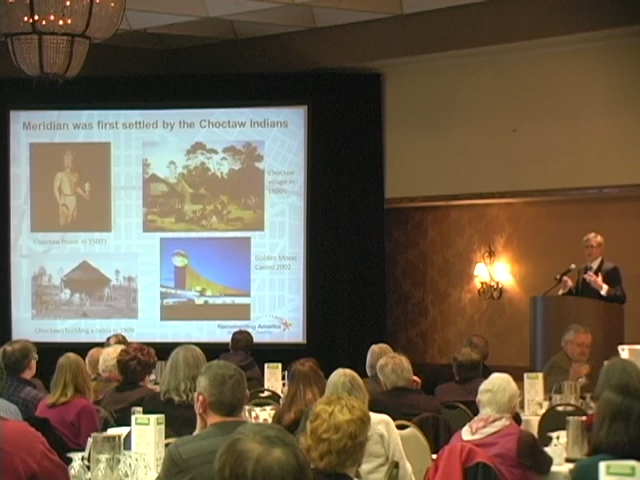 Meridian was first settled by the Choctaw Indians
Choctaw
village in
1800's
Choctaw Priest in 1500's
Golden Moon
Casino 2002
Choctaws building a cabin in 1909
Reconnecting America